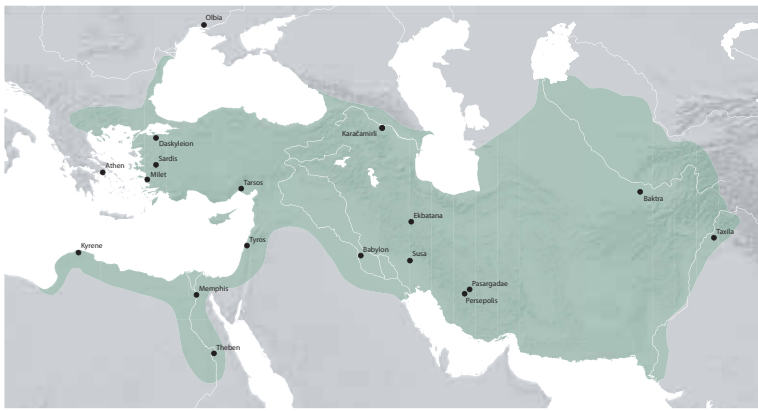 Olbia
Karačamirli
Daskyleion
Sardis
Athen
Milet
Tarsos
Baktra
Ekbatana
Taxila
Kyrene
Tyros
Babylon
Susa
Pasargadae
Memphis
Persepolis
Theben